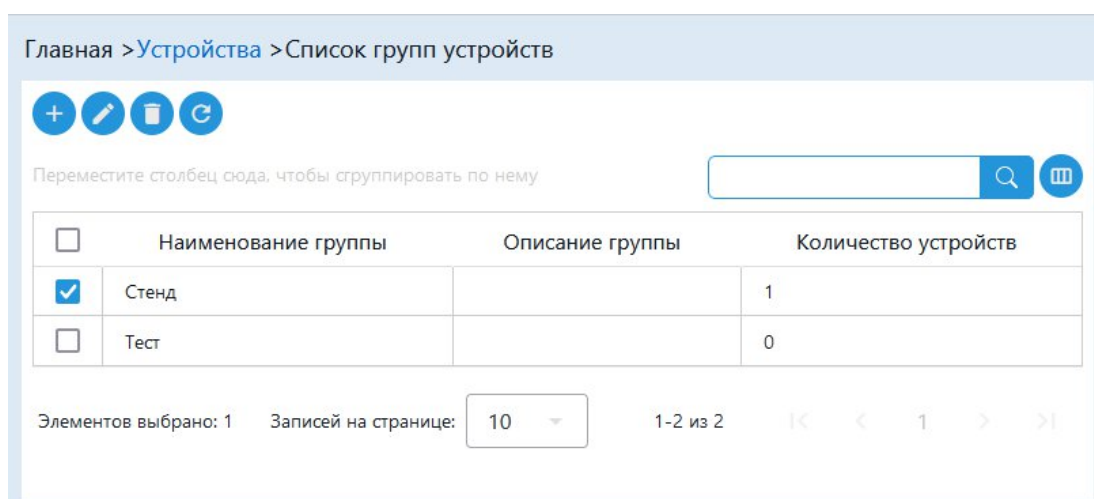 Главная >Устройства >Список групп устройств
Переместите столбец сюда, чтобы сгруппировать по нему
Наименование группы Описание группы Количество устройств
Стенд 1
Тест 0
Элементов выбрано: 1 Записей на странице: 10 1-2 из 2 1